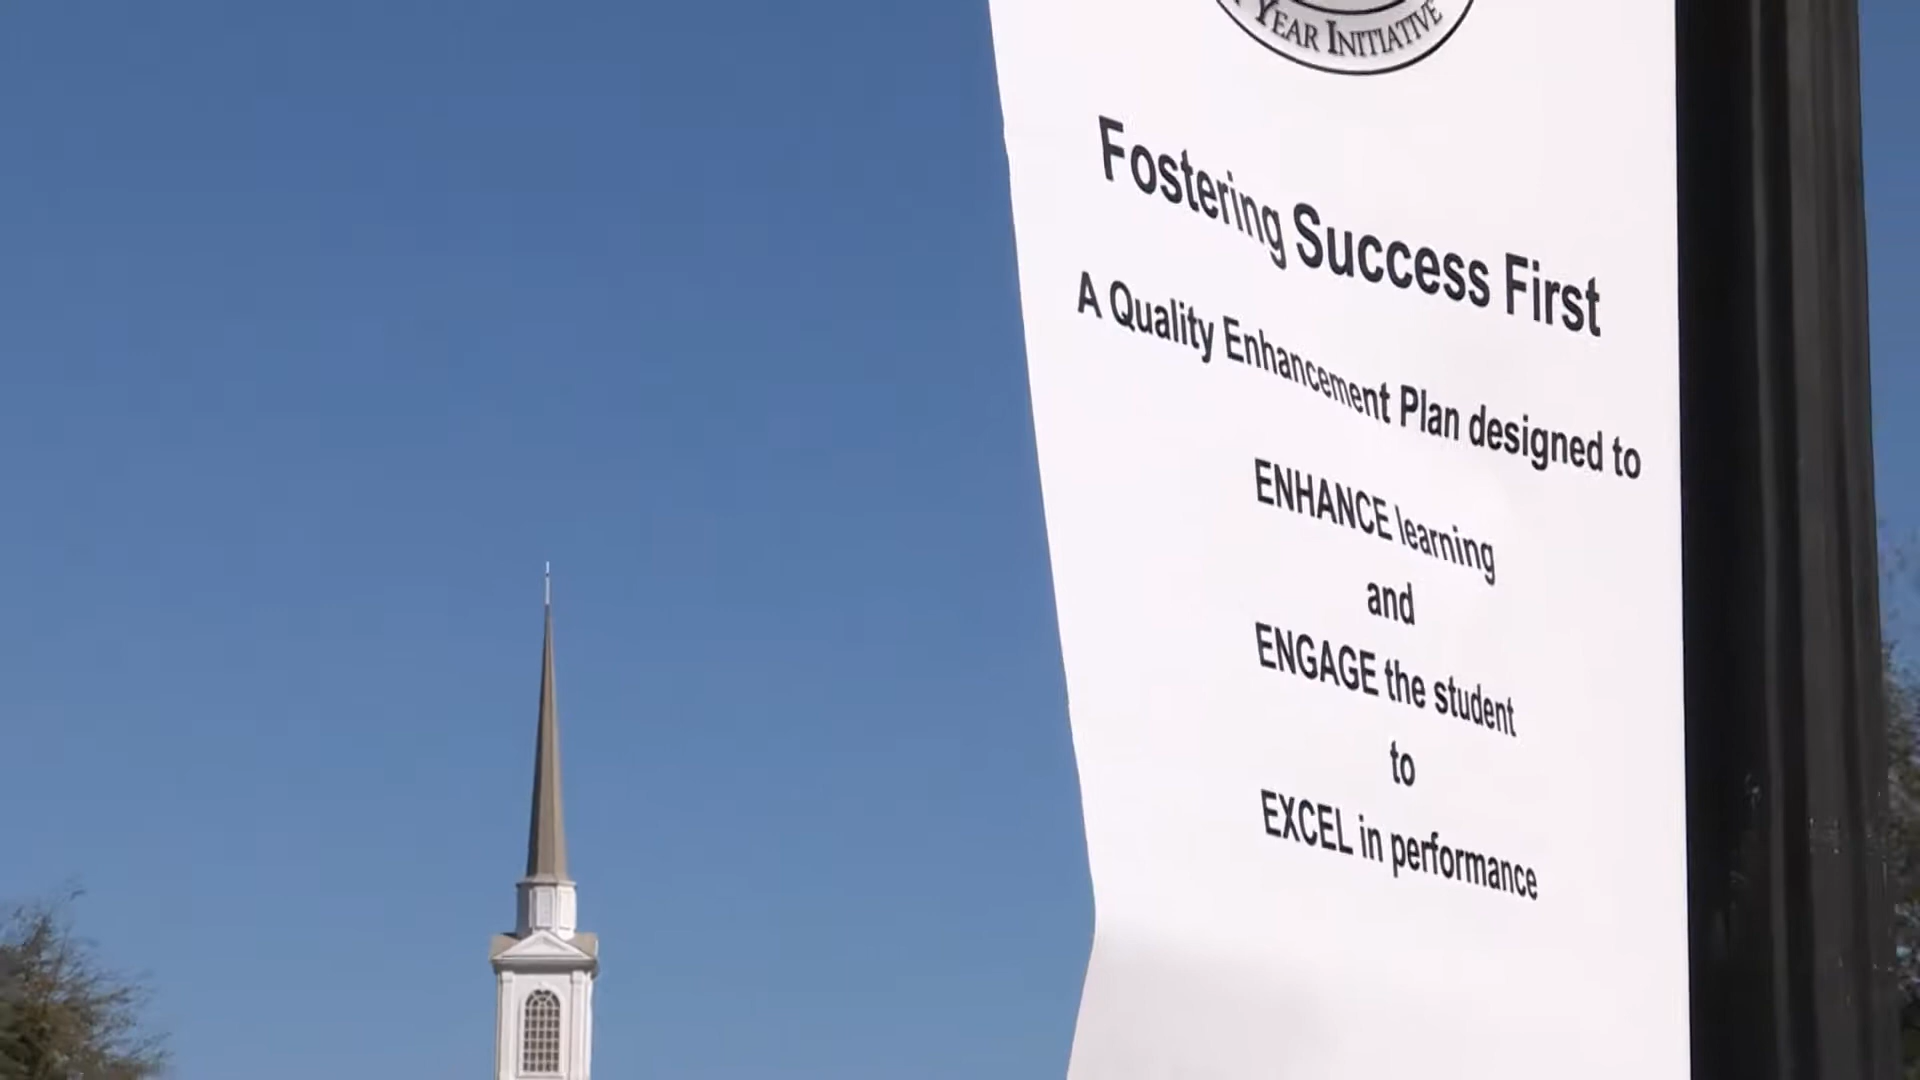 Year Initiative
Fostering Success First
A Quality Enhancement Plan designed to
ENHANCE learning
and
ENGAGE the student
to
EXCEL in performance